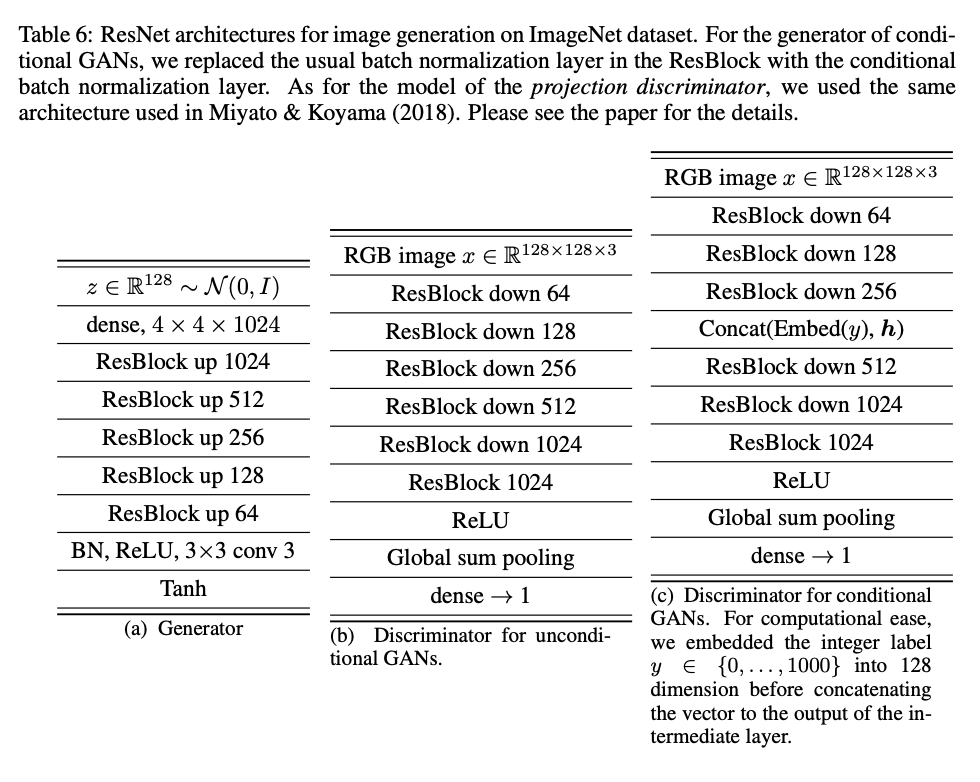 Table 6: ResNet architectures for image generation on ImageNet dataset. For the generator of condi-
tional GANs, we replaced the usual batch normalization layer in the ResBlock with the conditional
batch normalization layer. As for the model of the projection discriminator, we used the same
architecture used in Miyato & Koyama (2018). Please see the paper for the details.
z ∈ ℝ¹²⁸ ∼ 𝒩(0, I)
dense, 4 × 4 × 1024
ResBlock up 1024
ResBlock up 512
ResBlock up 256
ResBlock up 128
ResBlock up 64
BN, ReLU, 3×3 conv 3
Tanh
(a) Generator
RGB image x ∈ ℝ¹²⁸ˣ¹²⁸ˣ³
ResBlock down 64
ResBlock down 128
ResBlock down 256
ResBlock down 512
ResBlock down 1024
ResBlock 1024
ReLU
Global sum pooling
dense → 1
(b) Discriminator for uncondi-
tional GANs.
RGB image x ∈ ℝ¹²⁸ˣ¹²⁸ˣ³
ResBlock down 64
ResBlock down 128
ResBlock down 256
Concat(Embed(y), h)
ResBlock down 512
ResBlock down 1024
ResBlock 1024
ReLU
Global sum pooling
dense → 1
(c) Discriminator for conditional
GANs. For computational ease,
we embedded the integer label
y ∈ {0, . . . , 1000} into 128
dimension before concatenating
the vector to the output of the in-
termediate layer.